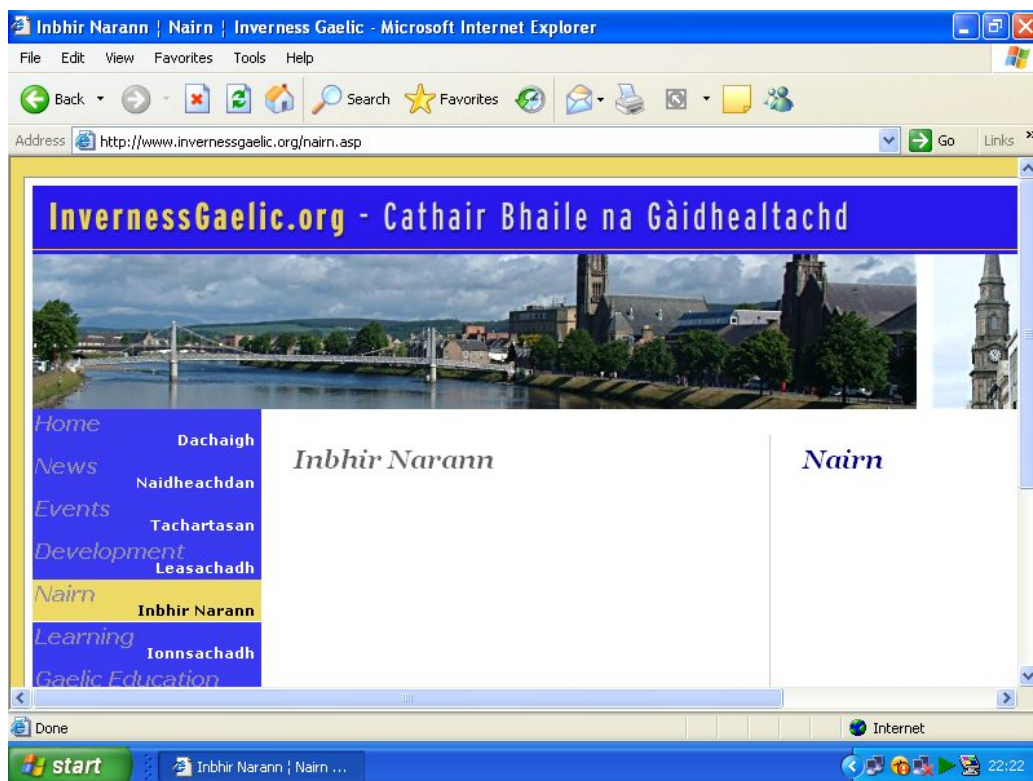 Inbhir Narann ¦ Nairn ¦ Inverness Gaelic - Microsoft Internet Explorer
File Edit View Favorites Tools Help
Back Search Favorites
Address http://www.invernessgaelic.org/nairn.asp Go Links »
InvernessGaelic.org - Cathair Bhaile na Gàidhealtachd
Home
Dachaigh
News
Naidheachdan
Events
Tachartasan
Development
Leasachadh
Nairn
Inbhir Narann
Learning
Ionnsachadh
Gaelic Education
Inbhir Narann
Nairn
Done Internet
start Inbhir Narann ¦ Nairn ... 22:22